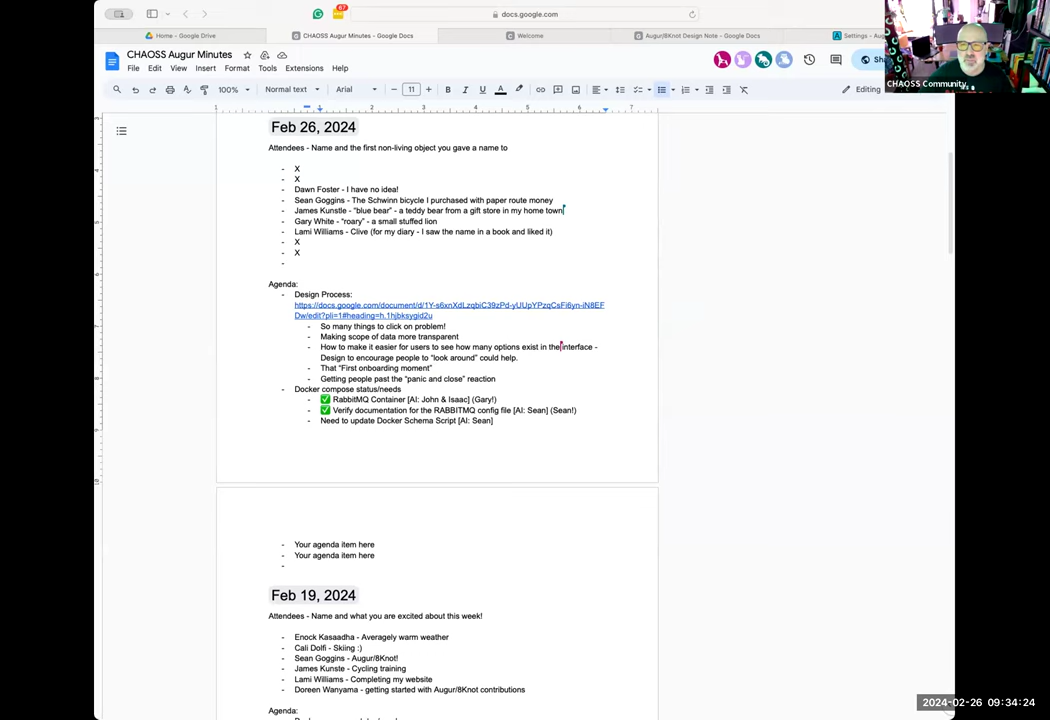 67
docs.google.com
Home - Google Drive
CHAOSS Augur Minutes - Google Docs
Welcome
Augur/8Knot Design Note - Google Docs
Settings - Aug
CHAOSS Augur Minutes
File Edit View Insert Format Tools Extensions Help
Sh
CHAOSS Community
100% Normal text Arial 11 Editing
1 2 3 4 5 6 7
Feb 26, 2024
Attendees - Name and the first non-living object you gave a name to
- X
- X
- Dawn Foster - I have no idea!
- Sean Goggins - The Schwinn bicycle I purchased with paper route money
- James Kunstle - “blue bear” - a teddy bear from a gift store in my home town
- Gary White - “roary” - a small stuffed lion
- Lami Williams - Clive (for my diary - I saw the name in a book and liked it)
- X
- X
-
Agenda:
- Design Process:
https://docs.google.com/document/d/1Y-s6xnXdLzqbiC39zPd-yUUpYPzqCsFi6yn-iN8EF
Dw/edit?pli=1#heading=h.1hjbksygid2u
- So many things to click on problem!
- Making scope of data more transparent
- How to make it easier for users to see how many options exist in the interface -
Design to encourage people to “look around” could help.
- That “First onboarding moment”
- Getting people past the “panic and close” reaction
- Docker compose status/needs
- ✅ RabbitMQ Container [AI: John & Isaac] (Gary!)
- ✅ Verify documentation for the RABBITMQ config file [AI: Sean] (Sean!)
- Need to update Docker Schema Script [AI: Sean]
- Your agenda item here
- Your agenda item here
-
Feb 19, 2024
Attendees - Name and what you are excited about this week!
- Enock Kasaadha - Averagely warm weather
- Cali Dolfi - Skiing :)
- Sean Goggins - Augur/8Knot!
- James Kunste - Cycling training
- Lami Williams - Completing my website
- Doreen Wanyama - getting started with Augur/8Knot contributions
Agenda:
2024-02-26 09:34:24